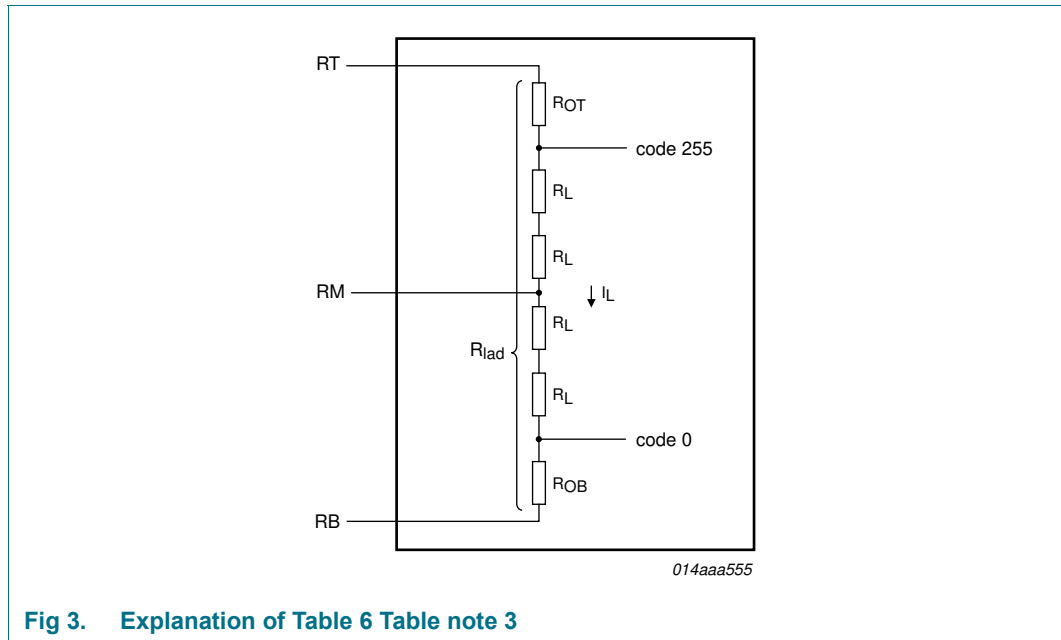 RT
ROT
code 255
RL
RL
RM
IL
RL
Rlad
RL
code 0
ROB
RB
014aaa555
Fig 3. Explanation of Table 6 Table note 3